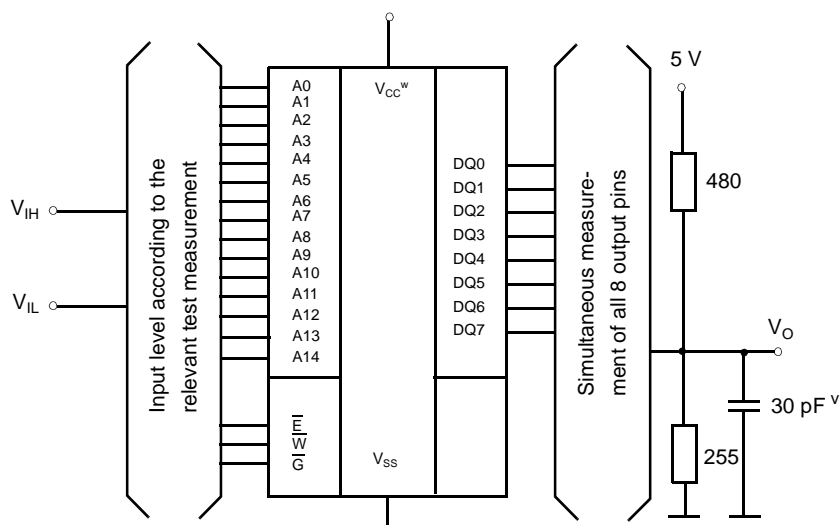 V_IH
V_IL
Input level according to the
relevant test measurement
A0
A1
A2
A3
A4
A5
A6
A7
A8
A9
A10
A11
A12
A13
A14
E̅
W̅
G̅
V_CC^w
V_SS
DQ0
DQ1
DQ2
DQ3
DQ4
DQ5
DQ6
DQ7
Simultaneous measure-
ment of all 8 output pins
5 V
480
V_O
30 pF ^v
255